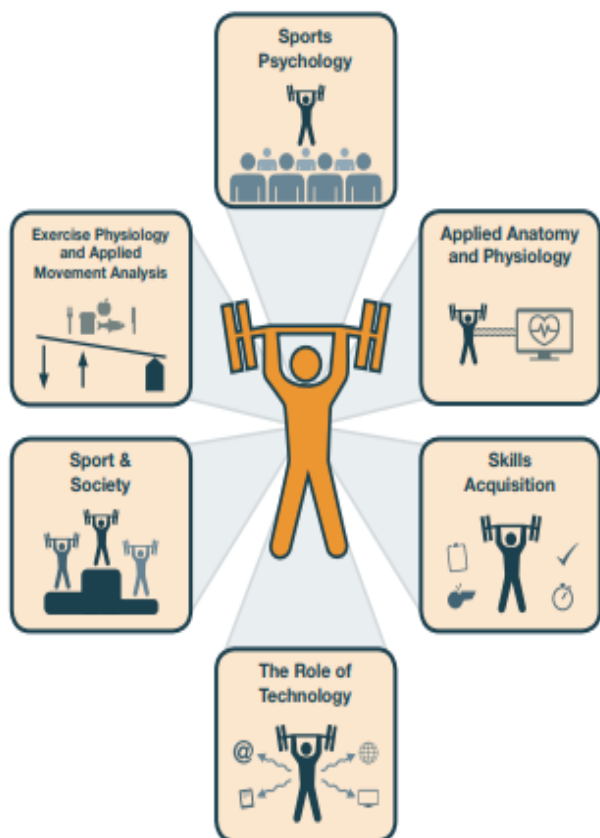 Sports
Psychology
Exercise Physiology
and Applied
Movement Analysis
Applied Anatomy
and Physiology
Sport &
Society
Skills
Acquisition
The Role of
Technology
@